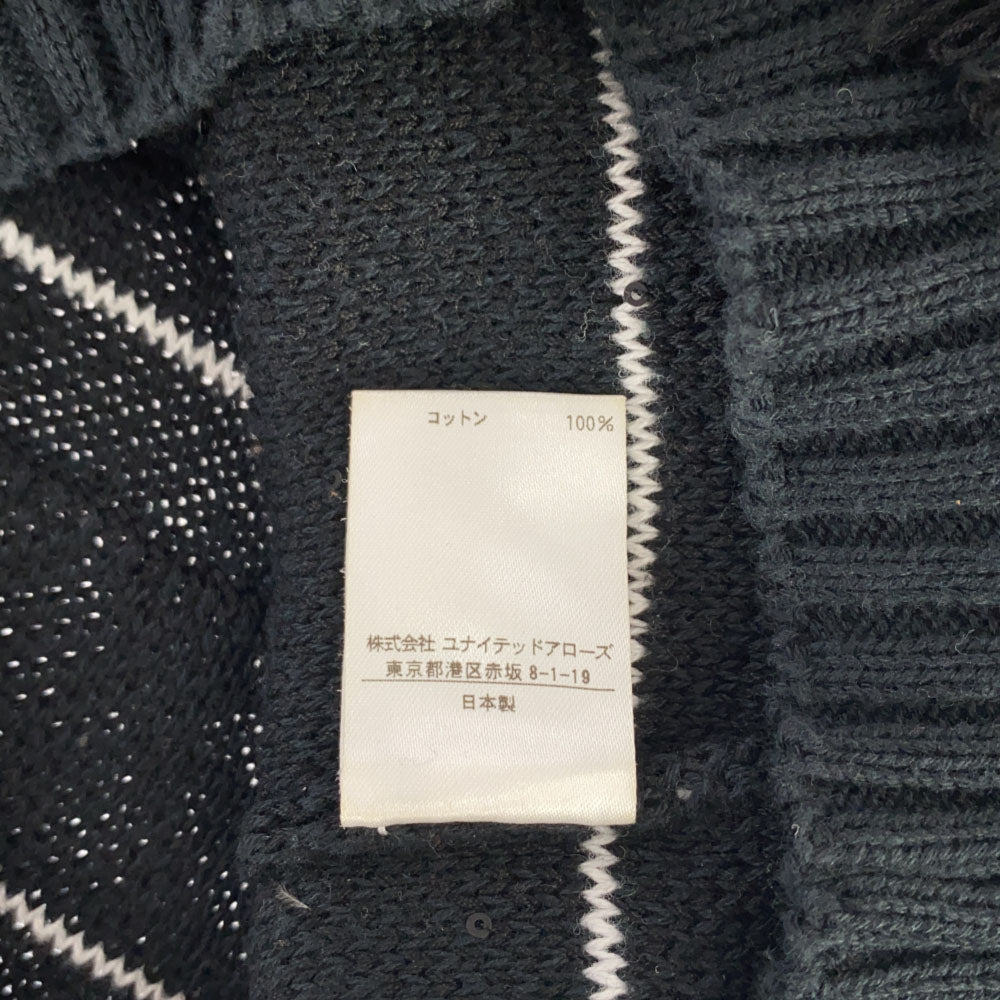 コットン 100%
株式会社 ユナイテッドアローズ
東京都港区赤坂 8-1-19
日本製